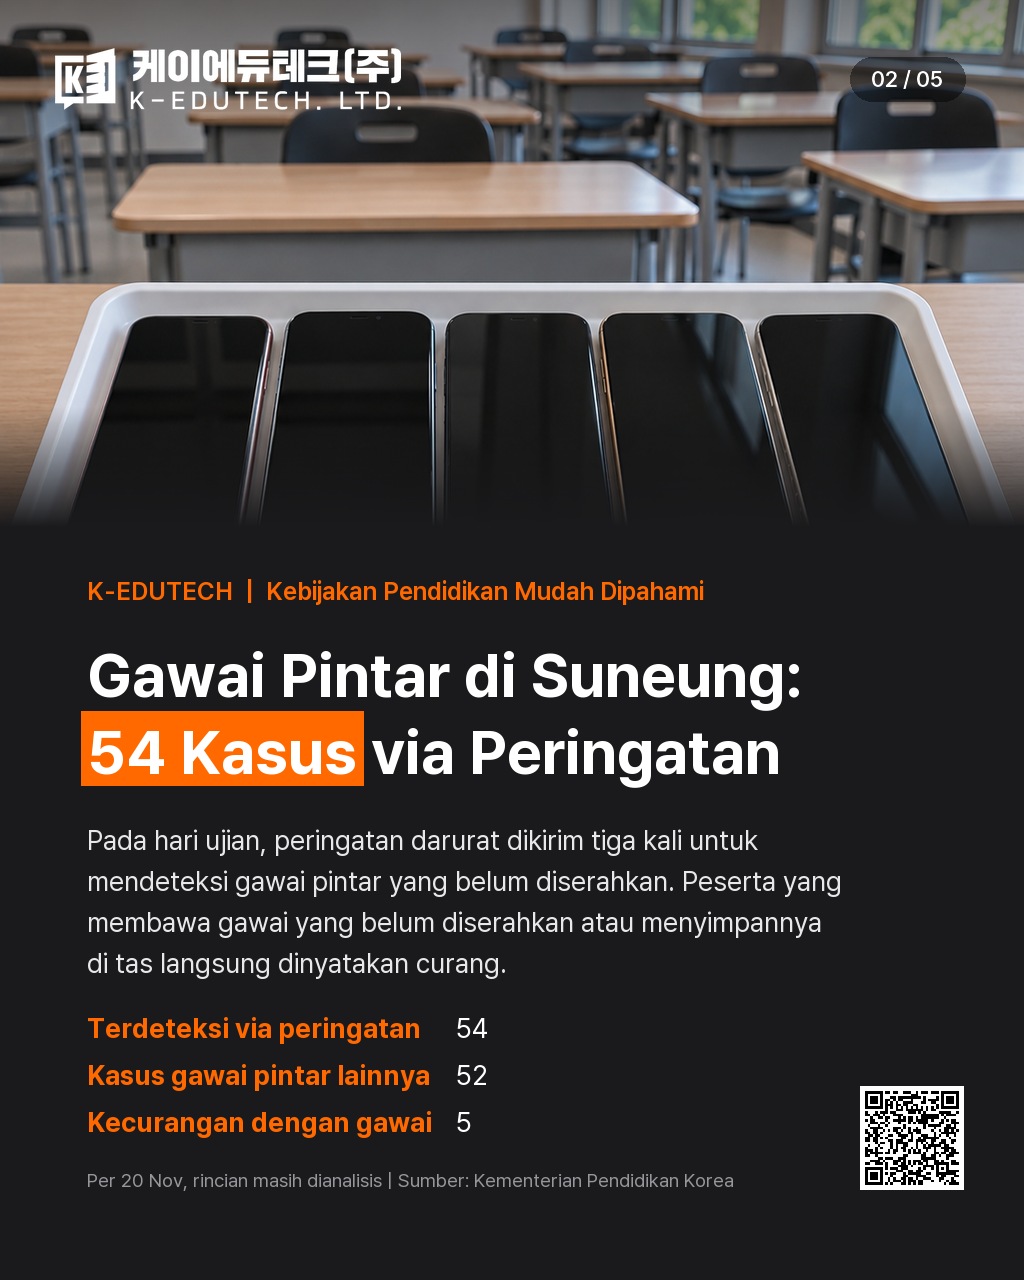 케이에듀테크(주)
K-EDUTECH. LTD.
02 / 05
K-EDUTECH | Kebijakan Pendidikan Mudah Dipahami
Gawai Pintar di Suneung:
54 Kasus via Peringatan
Pada hari ujian, peringatan darurat dikirim tiga kali untuk
mendeteksi gawai pintar yang belum diserahkan. Peserta yang
membawa gawai yang belum diserahkan atau menyimpannya
di tas langsung dinyatakan curang.
Terdeteksi via peringatan 54
Kasus gawai pintar lainnya 52
Kecurangan dengan gawai 5
Per 20 Nov, rincian masih dianalisis | Sumber: Kementerian Pendidikan Korea